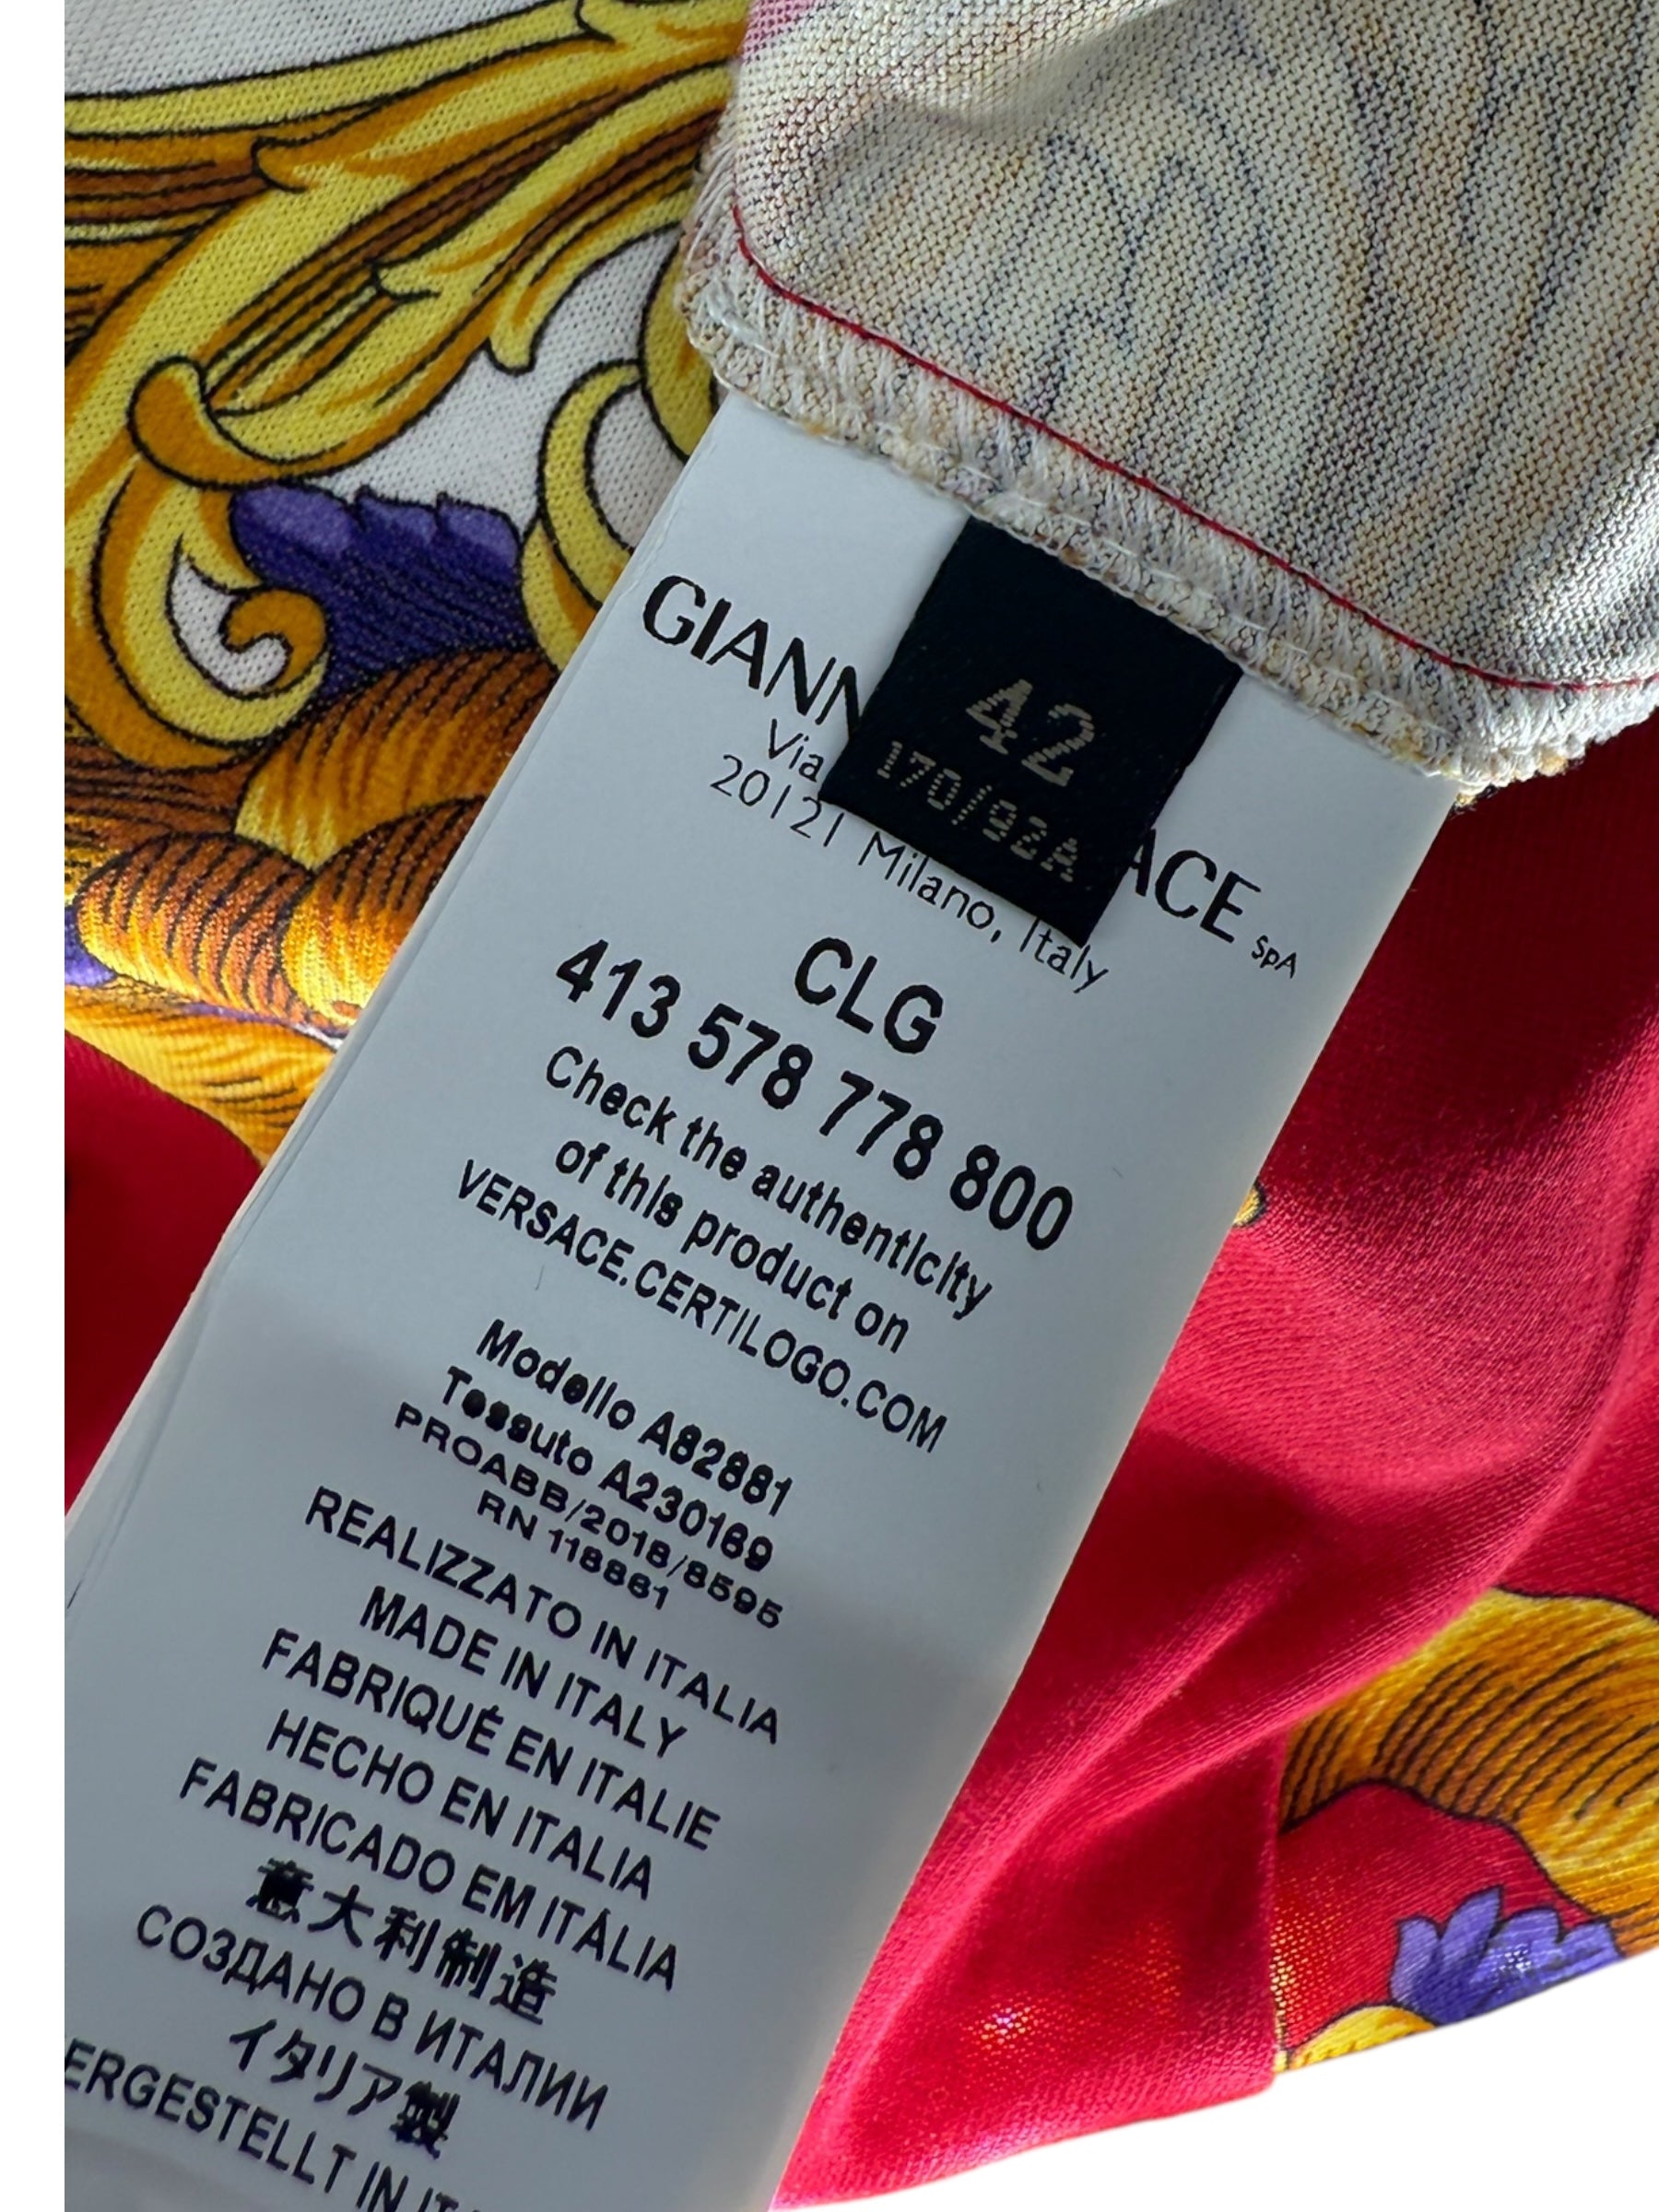 42
170/92A
GIANN ACE SpA
Via
20121 Milano, Italy
CLG
413 578 778 800
Check the authenticity
of this product on
VERSACE.CERTILOGO.COM
Modello A82881
Tessuto A230169
PROABB/2018/8595
RN 118881
REALIZZATO IN ITALIA
MADE IN ITALY
FABRIQUÉ EN ITALIE
HECHO EN ITALIA
FABRICADO EM ITÁLIA
意大利制造
СОЗДАНО В ИТАЛИИ
イタリア製
ERGESTELLT IN